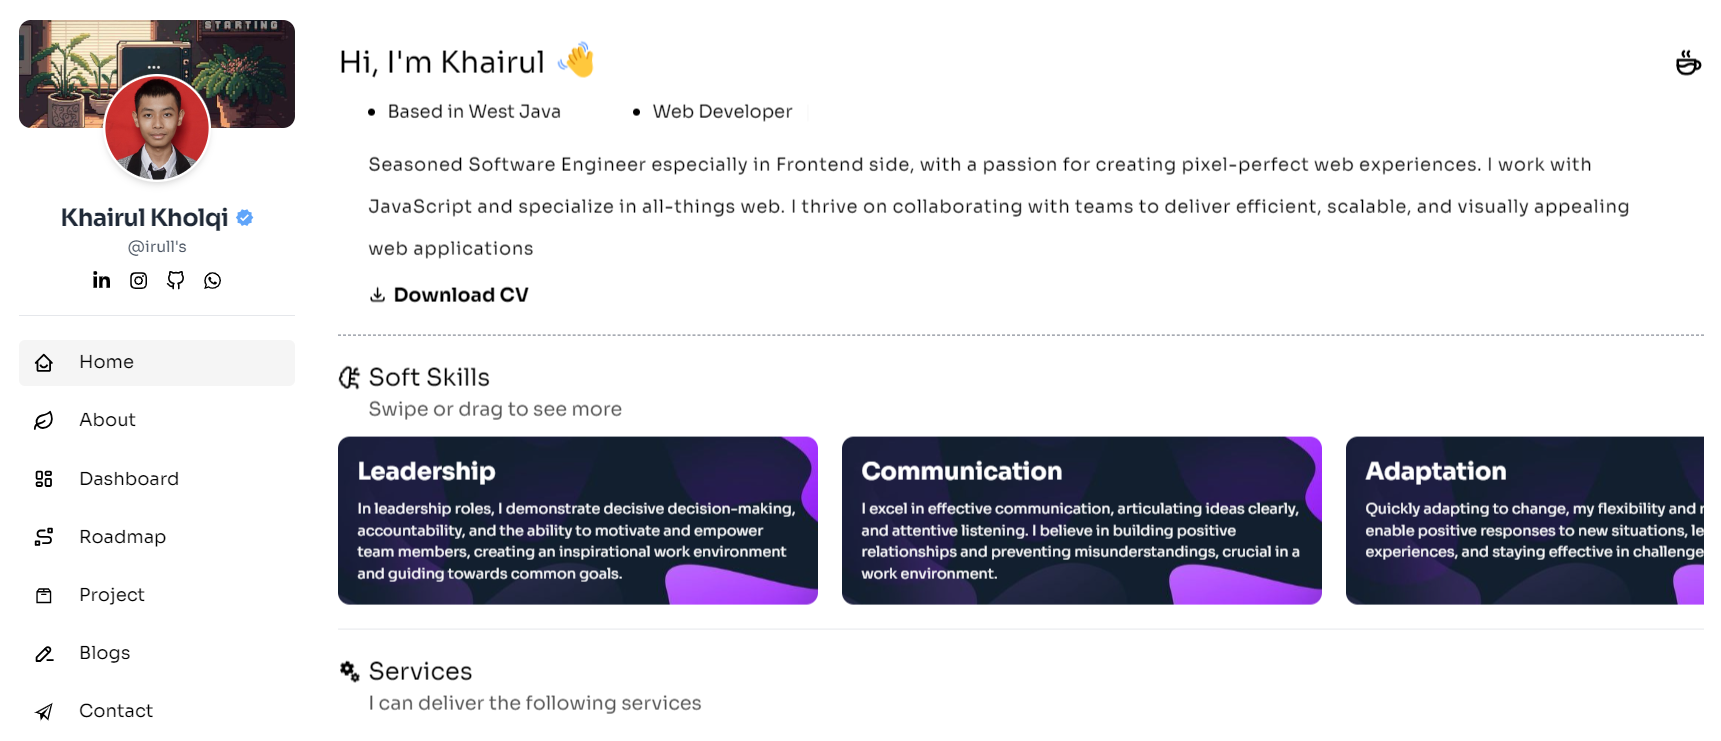 STARTING
Khairul Kholqi
@irull's
Home
About
Dashboard
Roadmap
Project
Blogs
Contact
Hi, I'm Khairul 👋
Based in West Java
Web Developer
Seasoned Software Engineer especially in Frontend side, with a passion for creating pixel-perfect web experiences. I work with
JavaScript and specialize in all-things web. I thrive on collaborating with teams to deliver efficient, scalable, and visually appealing
web applications
Download CV
Soft Skills
Swipe or drag to see more
Leadership
In leadership roles, I demonstrate decisive decision-making,
accountability, and the ability to motivate and empower
team members, creating an inspirational work environment
and guiding towards common goals.
Communication
I excel in effective communication, articulating ideas clearly,
and attentive listening. I believe in building positive
relationships and preventing misunderstandings, crucial in a
work environment.
Adaptation
Quickly adapting to change, my flexibility and
enable positive responses to new situations,
experiences, and staying effective in challenge
Services
I can deliver the following services